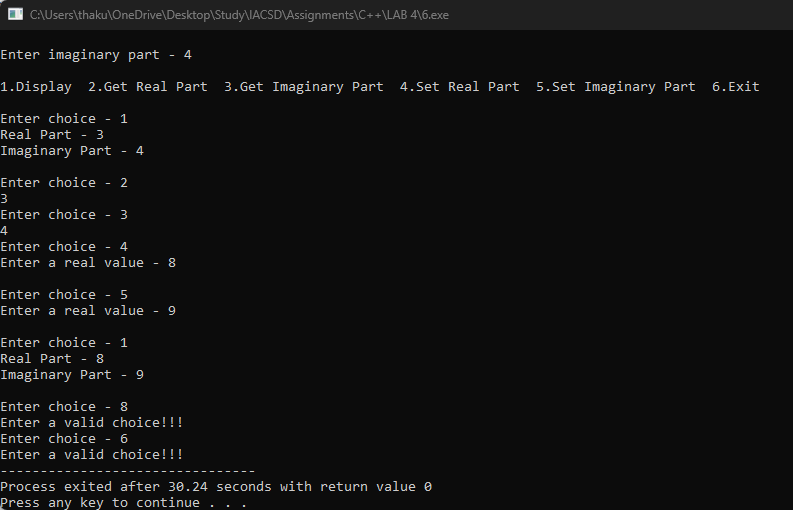 C:\Users\thaku\OneDrive\Desktop\Study\IACSD\Assignments\C++\LAB 4\6.exe
Enter imaginary part - 4
1.Display  2.Get Real Part  3.Get Imaginary Part  4.Set Real Part  5.Set Imaginary Part  6.Exit
Enter choice - 1
Real Part - 3
Imaginary Part - 4
Enter choice - 2
3
Enter choice - 3
4
Enter choice - 4
Enter a real value - 8
Enter choice - 5
Enter a real value - 9
Enter choice - 1
Real Part - 8
Imaginary Part - 9
Enter choice - 8
Enter a valid choice!!!
Enter choice - 6
Enter a valid choice!!!
--------------------------------
Process exited after 30.24 seconds with return value 0
Press any key to continue . . .